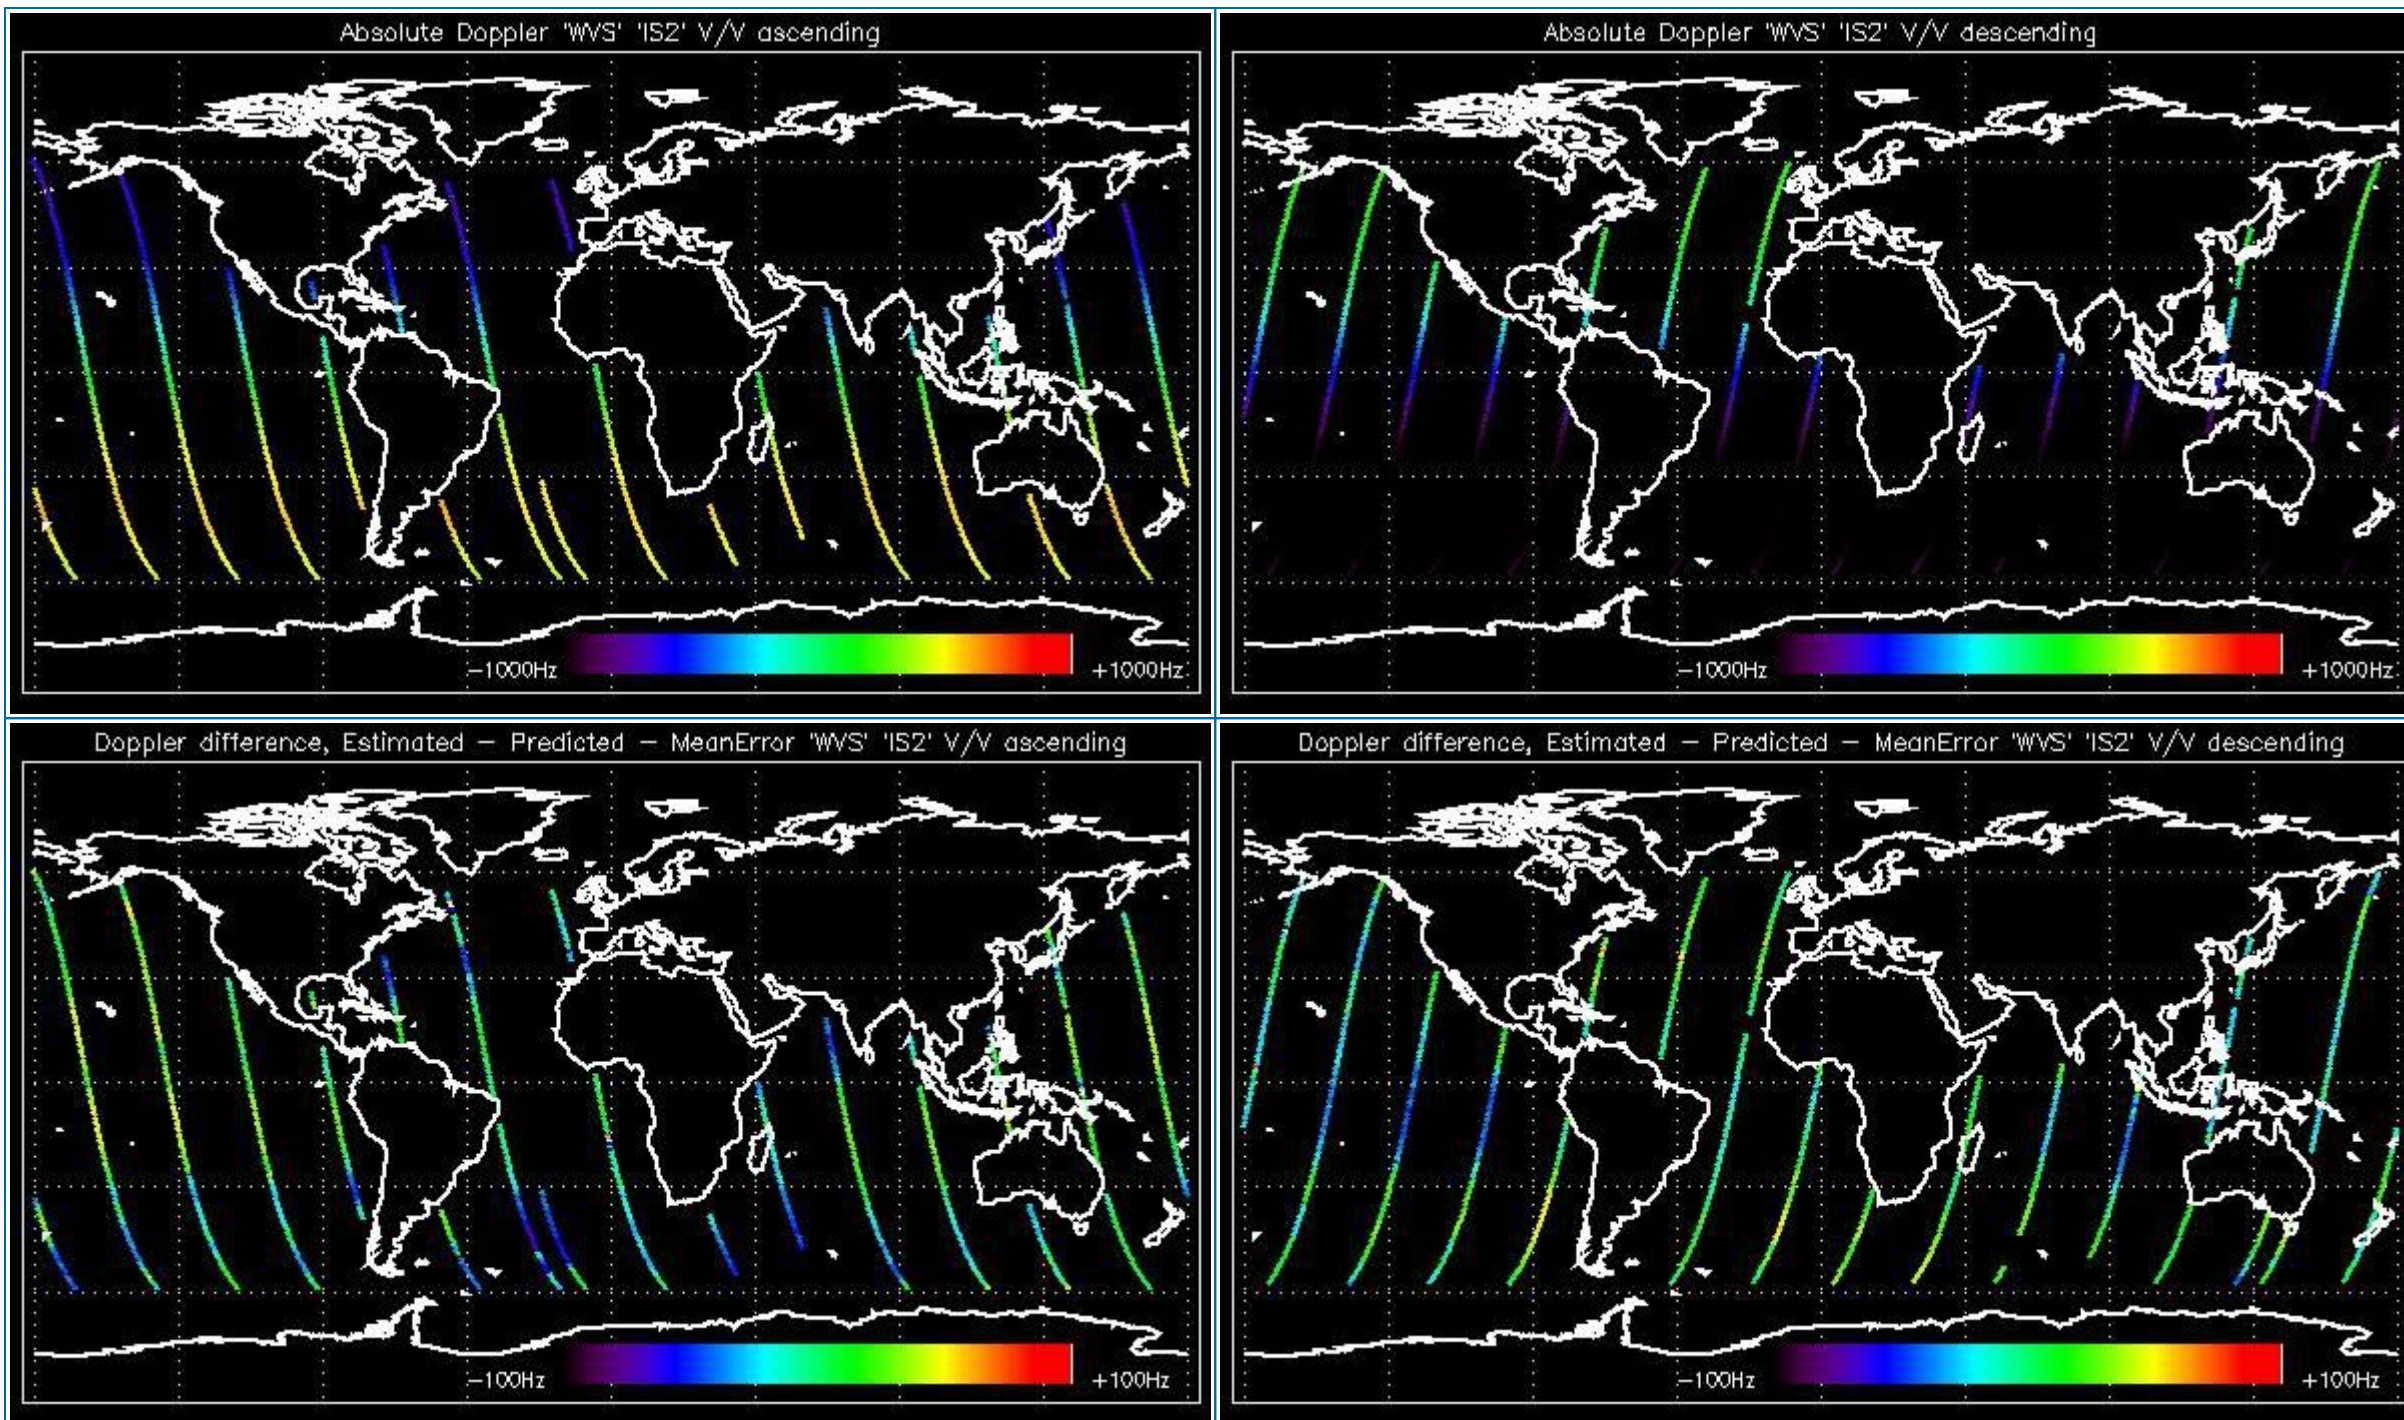 Absolute Doppler 'WVS' 'IS2' V/V ascending
-1000Hz
+1000Hz
Absolute Doppler 'WVS' 'IS2' V/V descending
-1000Hz
+1000Hz
Doppler difference, Estimated - Predicted - MeanError 'WVS' 'IS2' V/V ascending
-100Hz
+100Hz
Doppler difference, Estimated - Predicted - MeanError 'WVS' 'IS2' V/V descending
-100Hz
+100Hz